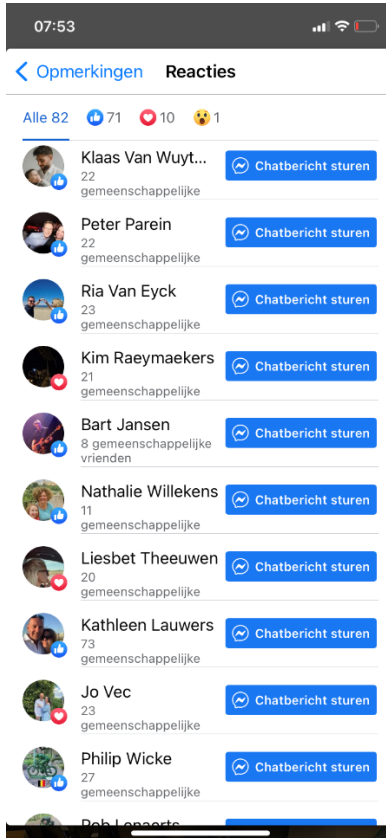 07:53
Opmerkingen Reacties
Alle 82 71 10 1
Klaas Van Wuyt...
22
gemeenschappelijke
Chatbericht sturen
Peter Parein
22
gemeenschappelijke
Chatbericht sturen
Ria Van Eyck
23
gemeenschappelijke
Chatbericht sturen
Kim Raeymaekers
21
gemeenschappelijke
Chatbericht sturen
Bart Jansen
8 gemeenschappelijke
vrienden
Chatbericht sturen
Nathalie Willekens
11
gemeenschappelijke
Chatbericht sturen
Liesbet Theeuwen
20
gemeenschappelijke
Chatbericht sturen
Kathleen Lauwers
73
gemeenschappelijke
Chatbericht sturen
Jo Vec
23
gemeenschappelijke
Chatbericht sturen
Philip Wicke
27
gemeenschappelijke
Chatbericht sturen